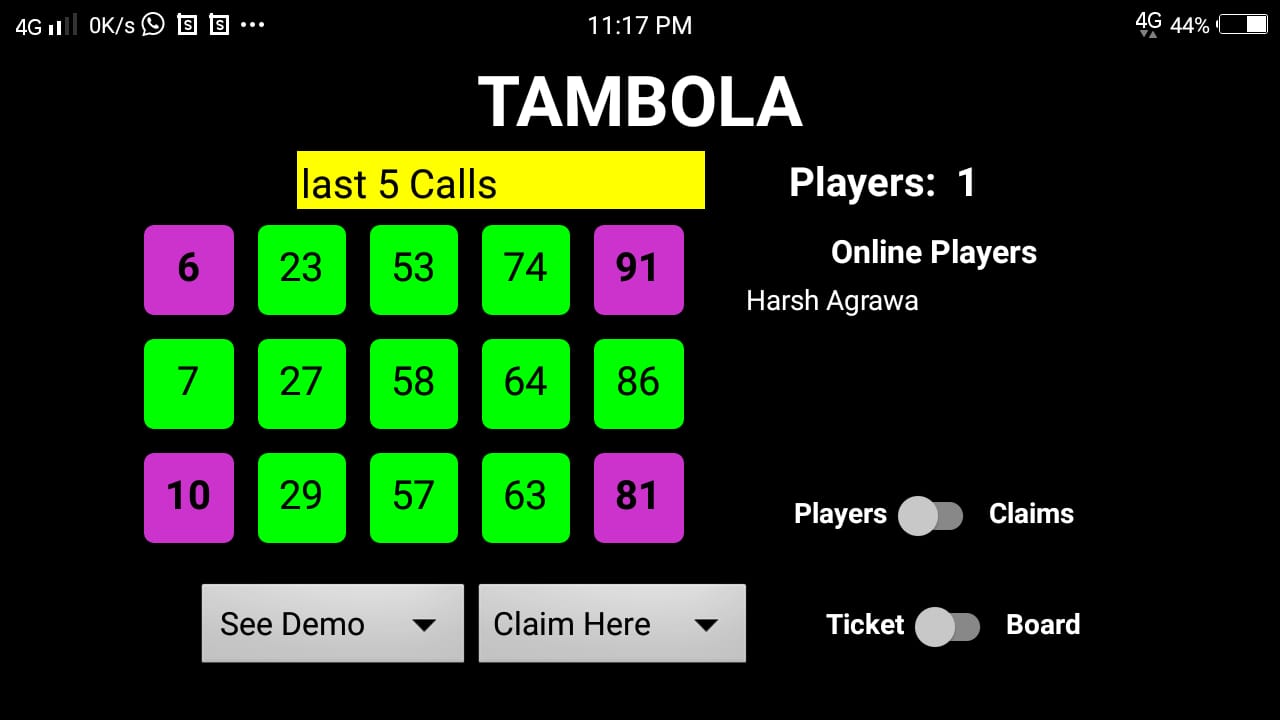 4G 0K/s S S ••• 11:17 PM 4G 44%
TAMBOLA
last 5 Calls
Players: 1
6 23 53 74 91
Online Players
Harsh Agrawa
7 27 58 64 86
10 29 57 63 81
Players Claims
See Demo Claim Here
Ticket Board